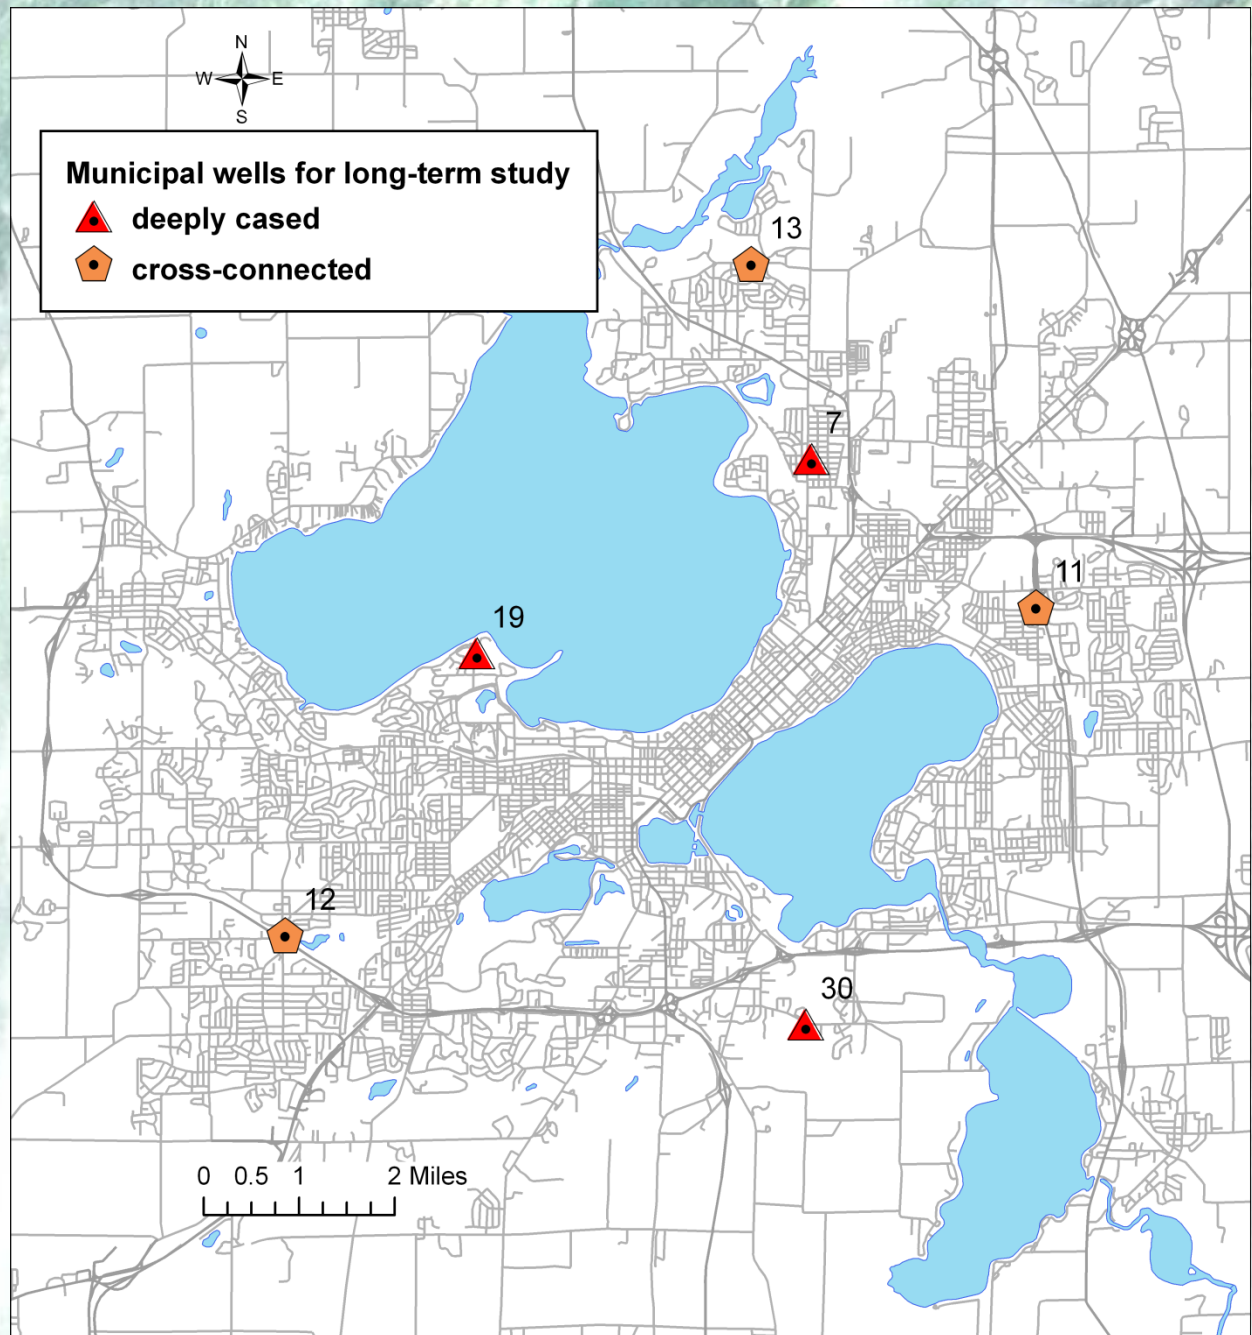 N
W E
S
Municipal wells for long-term study
deeply cased
cross-connected
13
7
11
19
12
30
0 0.5 1 2 Miles